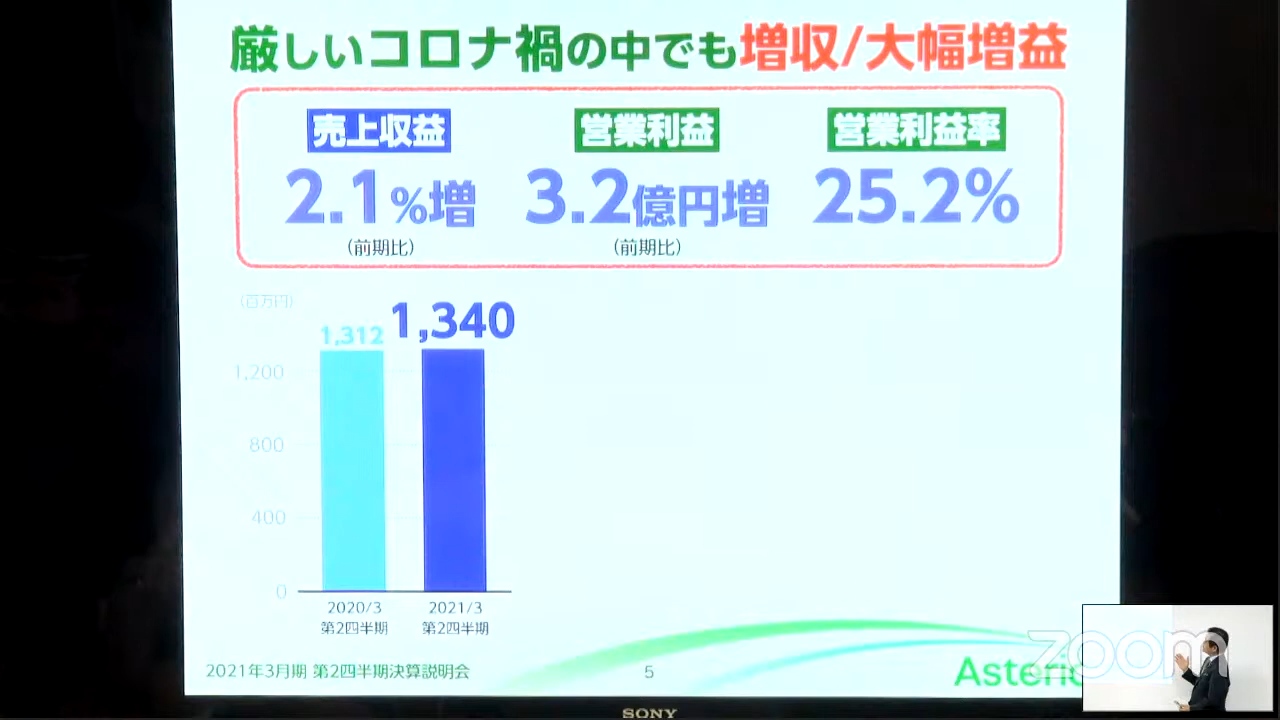 厳しいコロナ禍の中でも増収/大幅増益
売上収益
2.1%増
(前期比)
営業利益
3.2億円増
(前期比)
営業利益率
25.2%
(百万円)
1,312
1,340
1,200
800
400
0
2020/3
第2四半期
2021/3
第2四半期
2021年3月期 第2四半期決算説明会
5
Asteri
zoom
SONY